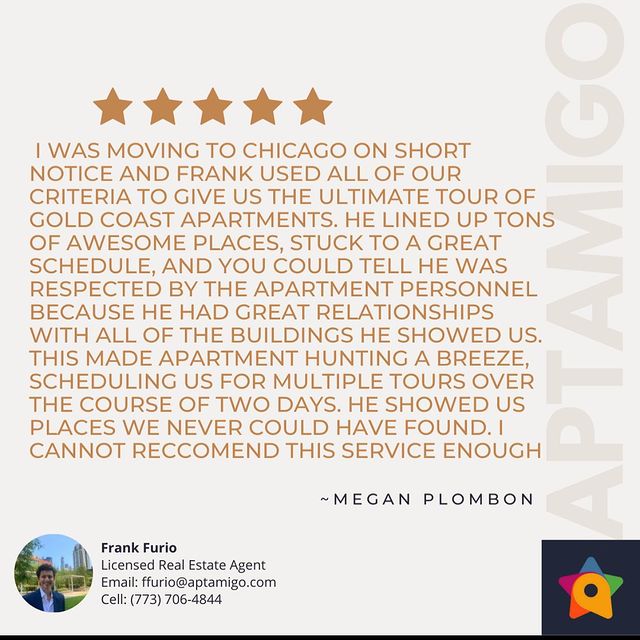 I WAS MOVING TO CHICAGO ON SHORT
NOTICE AND FRANK USED ALL OF OUR
CRITERIA TO GIVE US THE ULTIMATE TOUR OF
GOLD COAST APARTMENTS. HE LINED UP TONS
OF AWESOME PLACES, STUCK TO A GREAT
SCHEDULE, AND YOU COULD TELL HE WAS
RESPECTED BY THE APARTMENT PERSONNEL
BECAUSE HE HAD GREAT RELATIONSHIPS
WITH ALL OF THE BUILDINGS HE SHOWED US.
THIS MADE APARTMENT HUNTING A BREEZE,
SCHEDULING US FOR MULTIPLE TOURS OVER
THE COURSE OF TWO DAYS. HE SHOWED US
PLACES WE NEVER COULD HAVE FOUND. I
CANNOT RECCOMEND THIS SERVICE ENOUGH
~MEGAN PLOMBON
APTAMIGO
Frank Furio
Licensed Real Estate Agent
Email: ffurio@aptamigo.com
Cell: (773) 706-4844